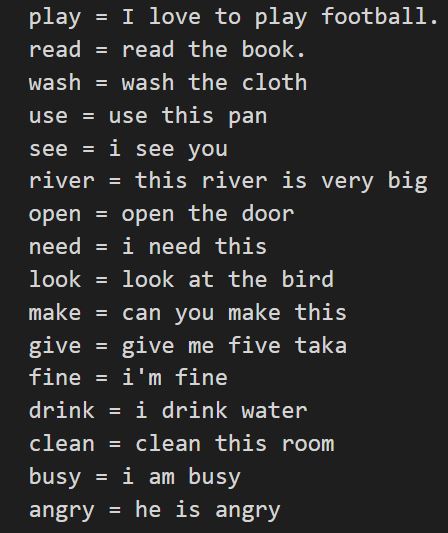 play = I love to play football.
read = read the book.
wash = wash the cloth
use = use this pan
see = i see you
river = this river is very big
open = open the door
need = i need this
look = look at the bird
make = can you make this
give = give me five taka
fine = i'm fine
drink = i drink water
clean = clean this room
busy = i am busy
angry = he is angry